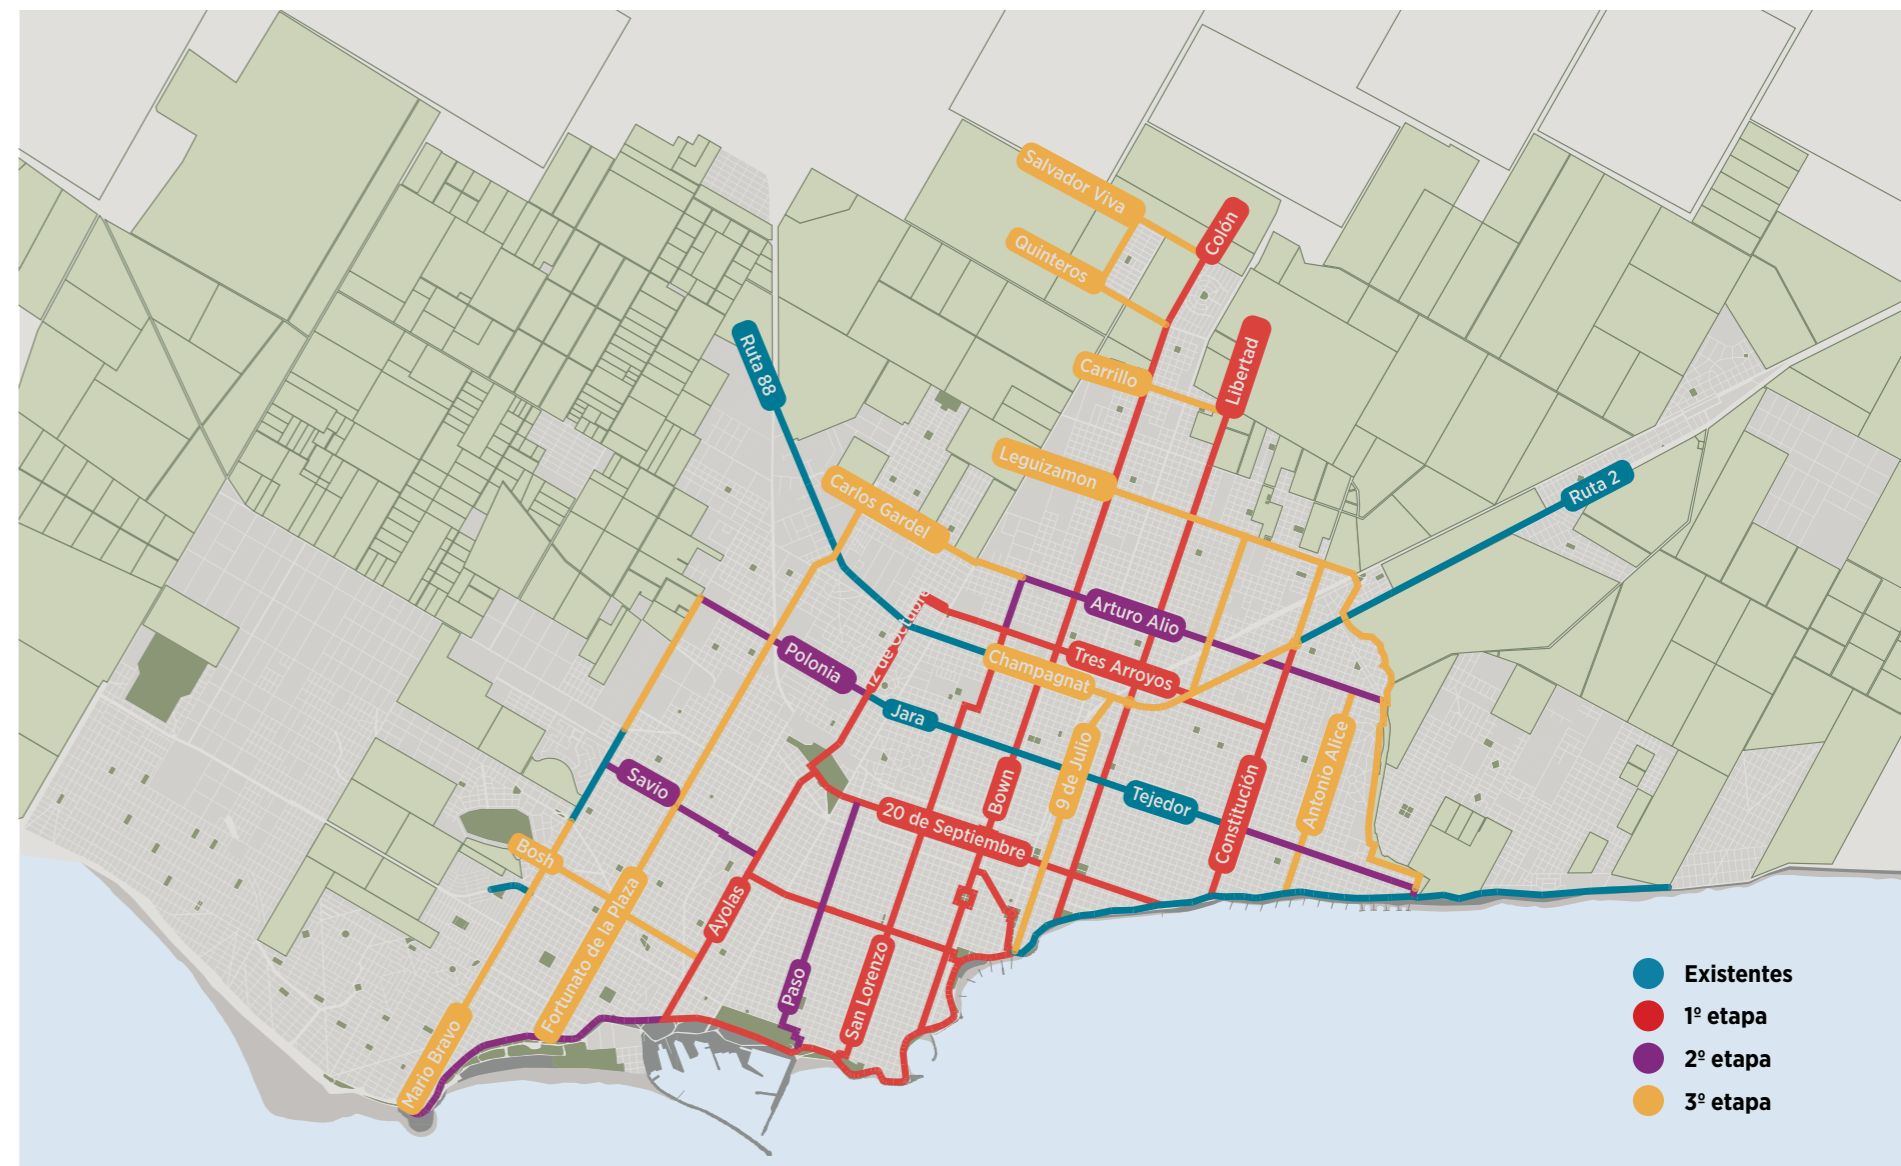 Salvador Viva
Colón
Quinteros
Ruta 88
Carrillo
Libertad
Leguizamon
Carlos Gardel
Ruta 2
12 de Octubre
Arturo Alio
Polonia
Champagnat
Tres Arroyos
Jara
9 de Julio
Antonio Alice
Savio
Bown
Tejedor
Constitución
20 de Septiembre
Bosh
Fortunato de la Plaza
Ayolas
Paso
San Lorenzo
Mario Bravo
Existentes
1º etapa
2º etapa
3º etapa